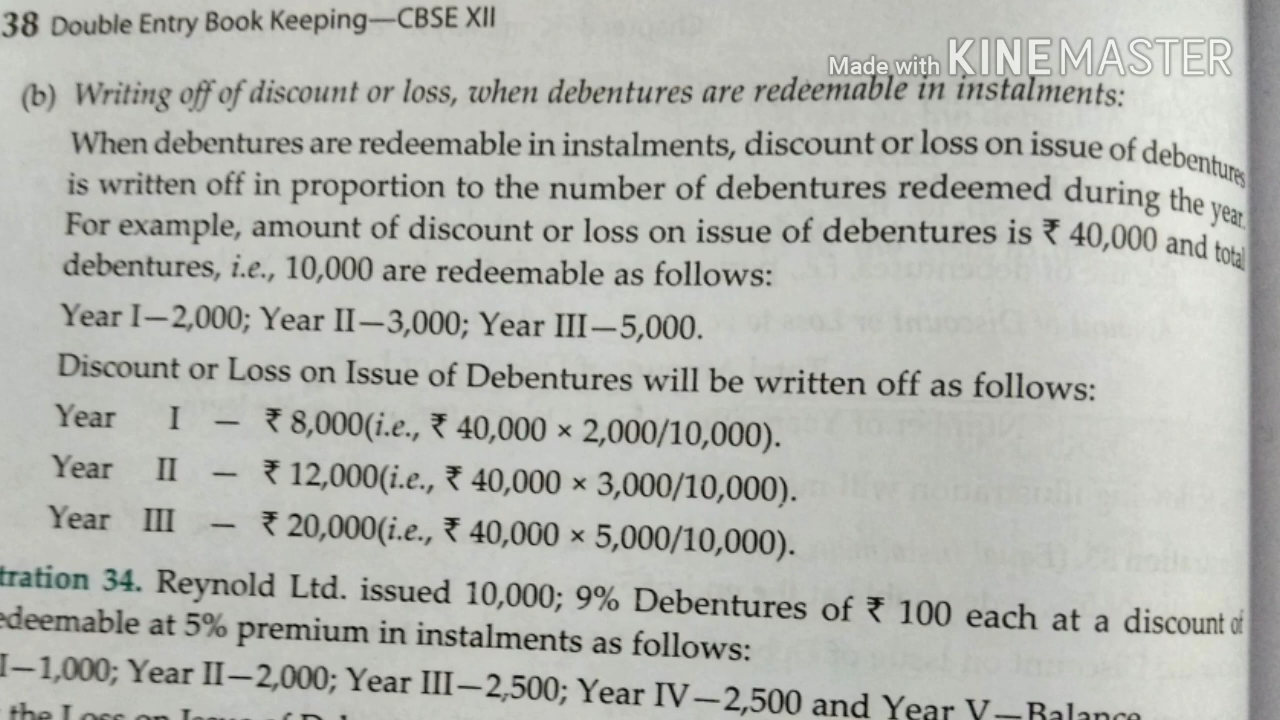 38 Double Entry Book Keeping—CBSE XII
Made with KINEMASTER
(b) Writing off of discount or loss, when debentures are redeemable in instalments:
When debentures are redeemable in instalments, discount or loss on issue of debentures
is written off in proportion to the number of debentures redeemed during the year.
For example, amount of discount or loss on issue of debentures is ₹ 40,000 and total
debentures, i.e., 10,000 are redeemable as follows:
Year I—2,000; Year II—3,000; Year III—5,000.
Discount or Loss on Issue of Debentures will be written off as follows:
Year I — ₹ 8,000(i.e., ₹ 40,000 × 2,000/10,000).
Year II — ₹ 12,000(i.e., ₹ 40,000 × 3,000/10,000).
Year III — ₹ 20,000(i.e., ₹ 40,000 × 5,000/10,000).
tration 34. Reynold Ltd. issued 10,000; 9% Debentures of ₹ 100 each at a discount of
edeemable at 5% premium in instalments as follows:
I—1,000; Year II—2,000; Year III—2,500; Year IV—2,500 and Year V—Balance
the Loss on Issue of